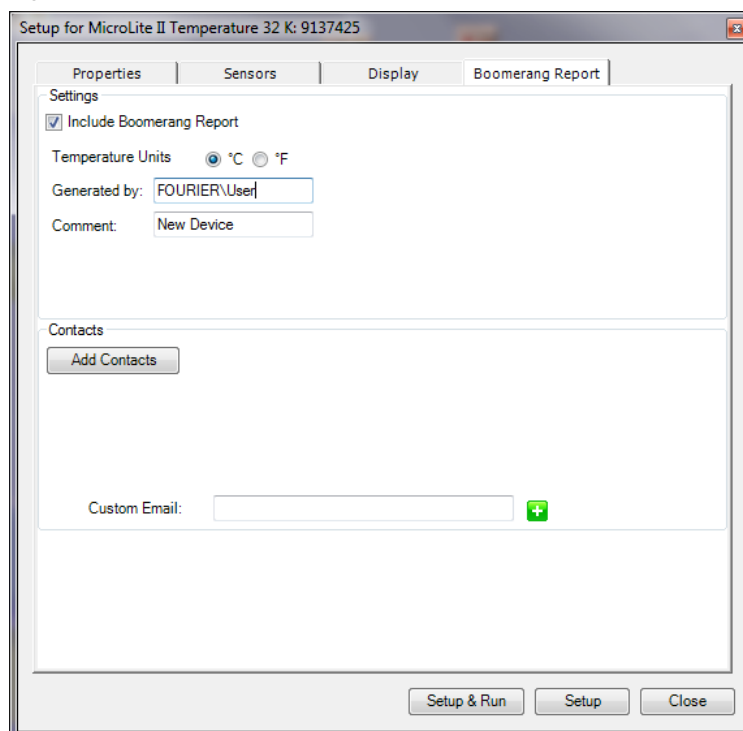 Setup for MicroLite II Temperature 32 K: 9137425
Properties Sensors Display Boomerang Report
Settings
Include Boomerang Report
Temperature Units °C °F
Generated by: FOURIER\User
Comment: New Device
Contacts
Add Contacts
Custom Email:
Setup & Run Setup Close